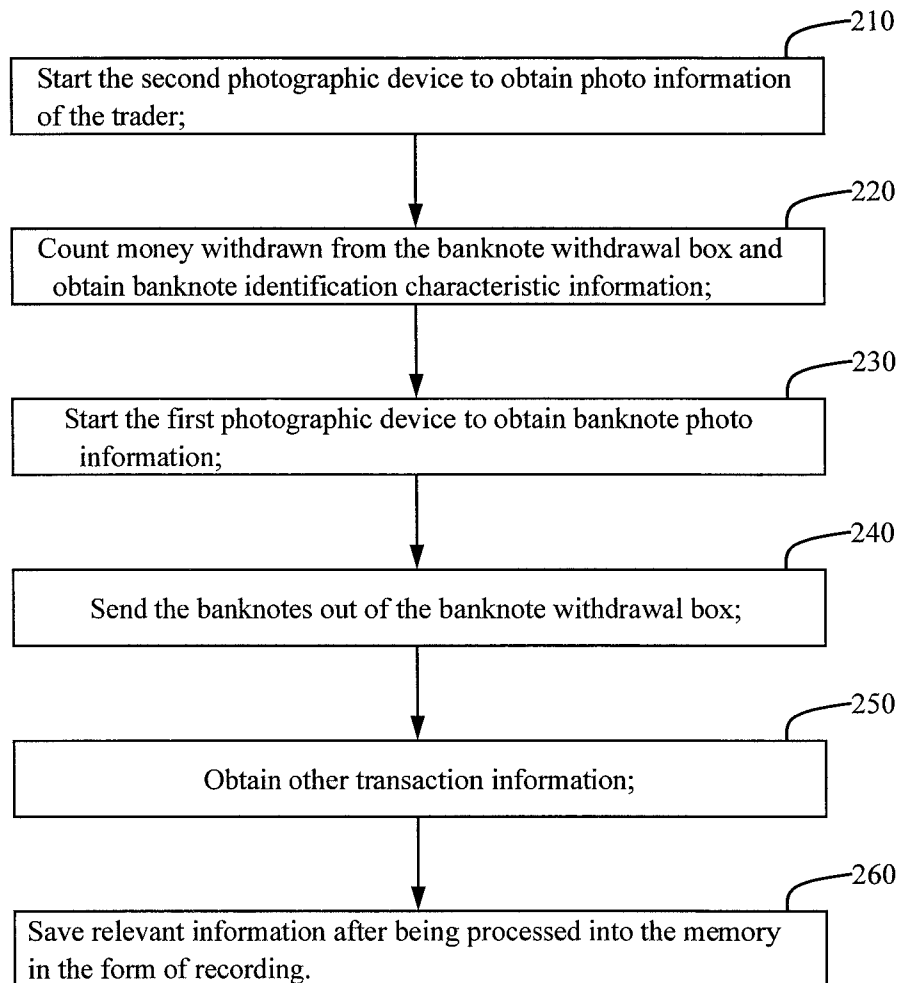 210
Start the second photographic device to obtain photo information
of the trader;
220
Count money withdrawn from the banknote withdrawal box and
obtain banknote identification characteristic information;
230
Start the first photographic device to obtain banknote photo
information;
240
Send the banknotes out of the banknote withdrawal box;
250
Obtain other transaction information;
260
Save relevant information after being processed into the memory
in the form of recording.